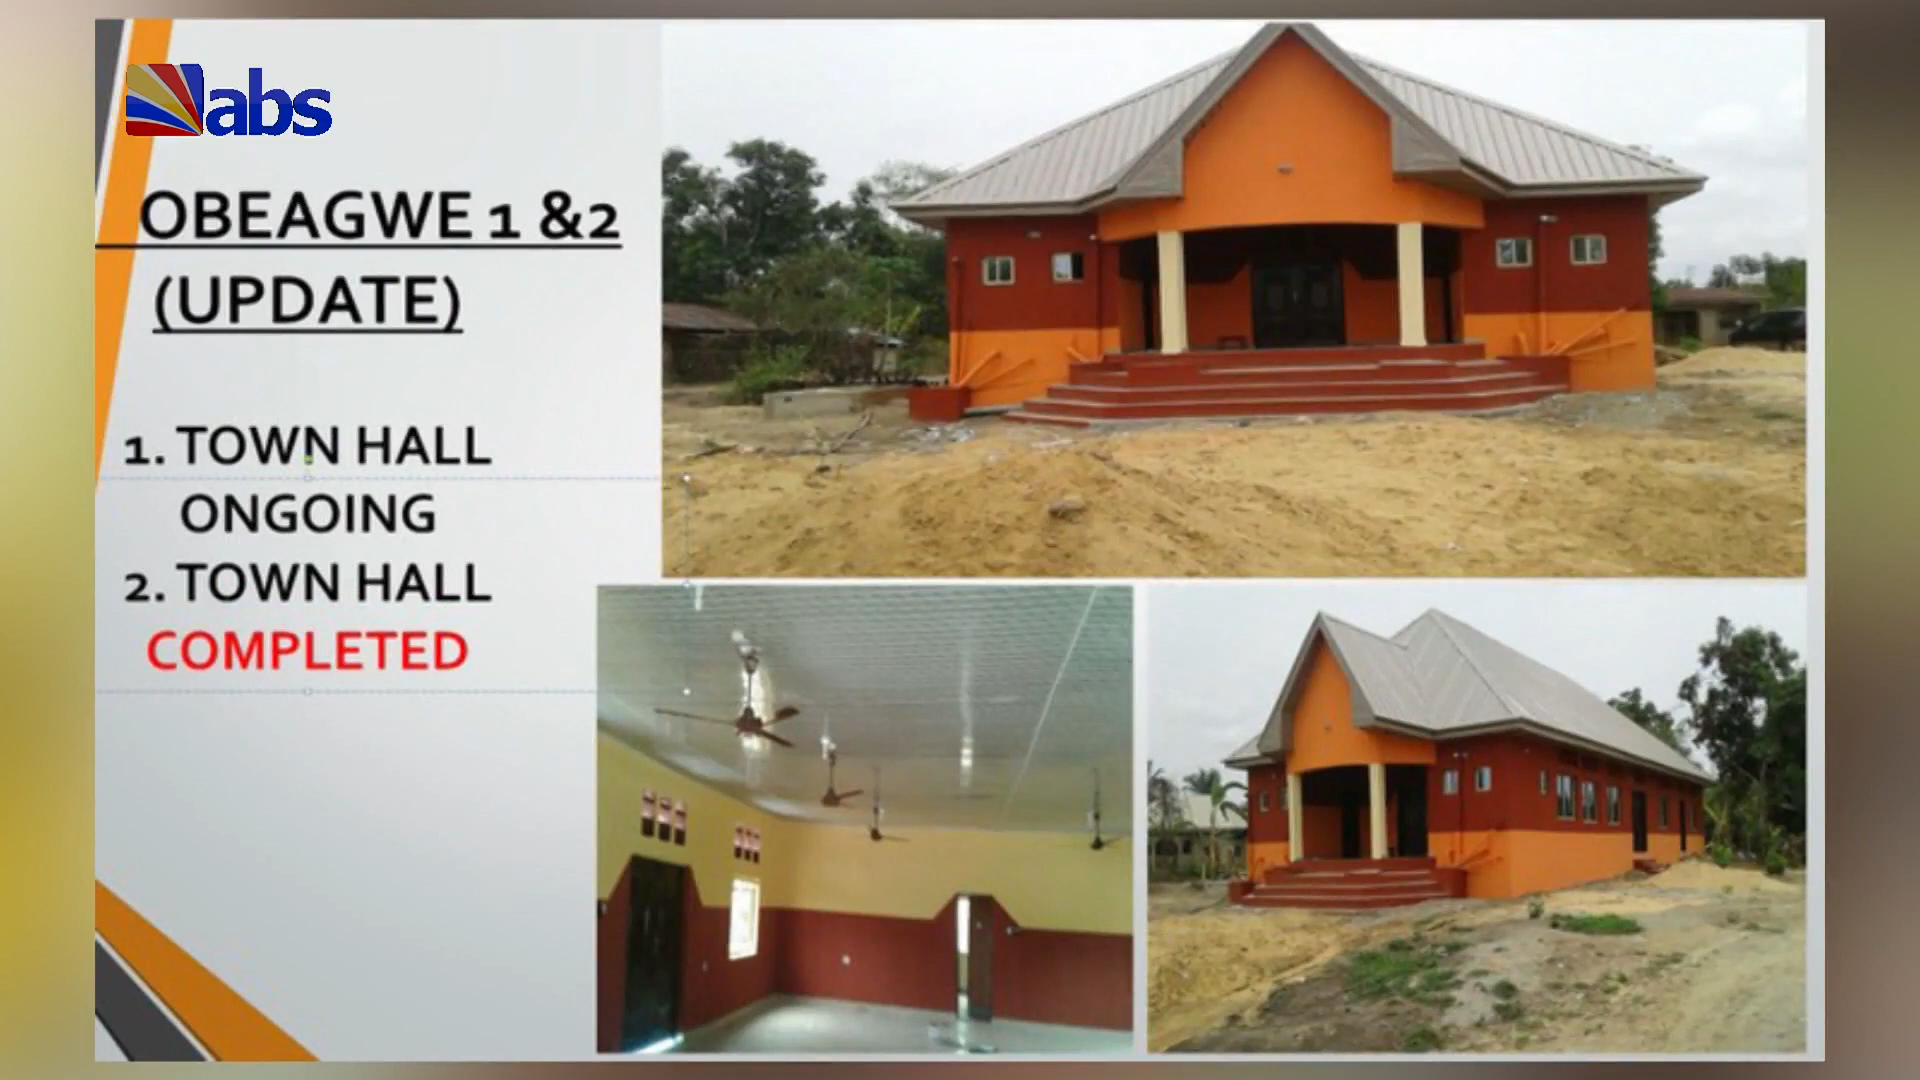 abs
OBEAGWE 1 &2
(UPDATE)
1. TOWN HALL
ONGOING
2. TOWN HALL
COMPLETED